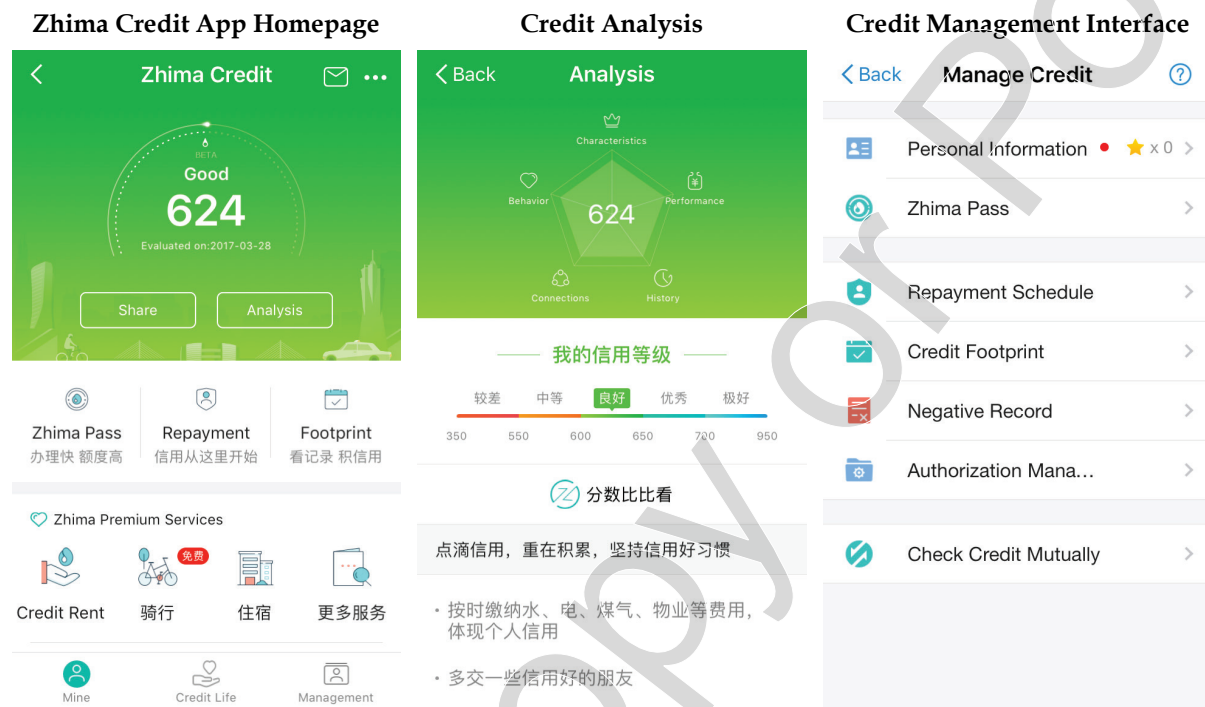 Zhima Credit App Homepage
Zhima Credit
BETA
Good
624
Evaluated on:2017-03-28
Share
Analysis
Zhima Pass
办理快 额度高
Repayment
信用从这里开始
Footprint
看记录 积信用
Zhima Premium Services
免费
Credit Rent
骑行
住宿
更多服务
Mine
Credit Life
Management
Credit Analysis
Back
Analysis
Characteristics
Behavior
Performance
624
Connections
History
我的信用等级
较差 中等 良好 优秀 极好
350 550 600 650 700 950
分数比比看
点滴信用，重在积累，坚持信用好习惯
・按时缴纳水、电、煤气、物业等费用，
体现个人信用
・多交一些信用好的朋友
Credit Management Interface
Back
Manage Credit
?
Personal Information
x 0
Zhima Pass
Repayment Schedule
Credit Footprint
Negative Record
Authorization Mana...
Check Credit Mutually